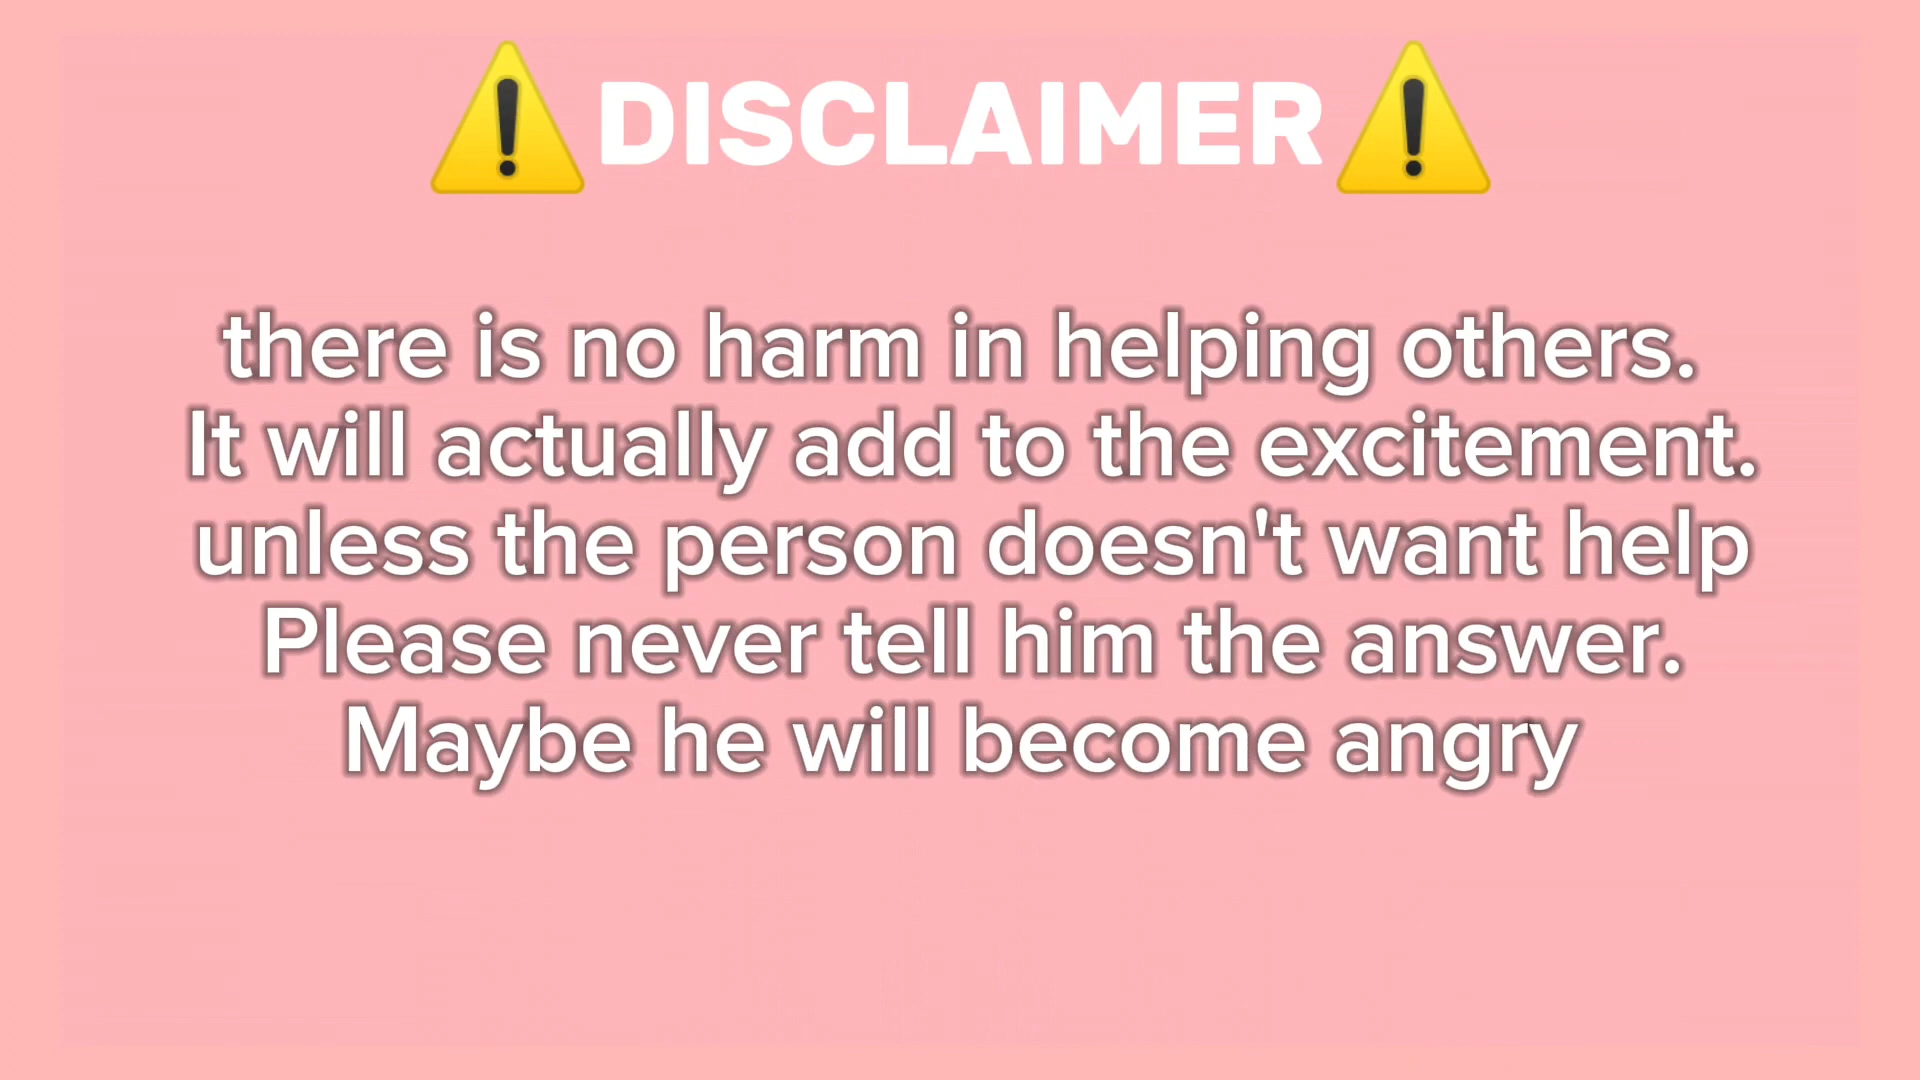 ⚠️DISCLAIMER⚠️
there is no harm in helping others.
It will actually add to the excitement.
unless the person doesn't want help
Please never tell him the answer.
Maybe he will become angry